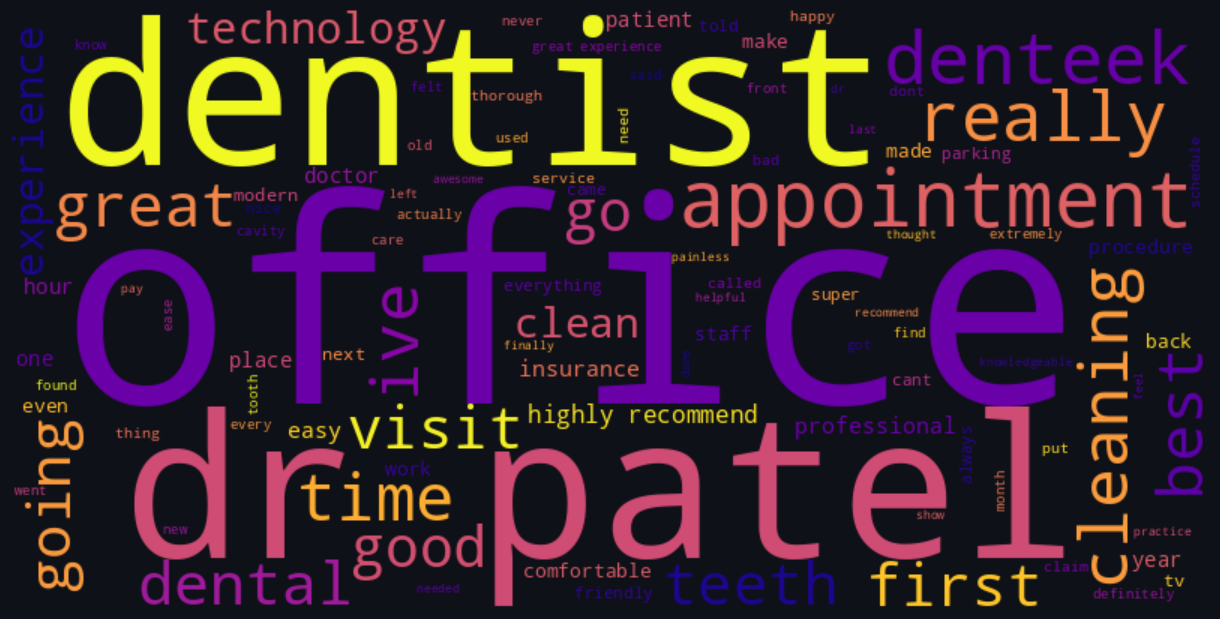 never
happy
technology
patient
told
know
great experience
make
dentist
denteek
experience
said
felt
thorough
front
dr
dont
really
need
last
used
old
made
parking
bad
schedule
doctor
awesome
service
great
modern
left
came
nice
actually
go
appointment
cavity
care
thought
extremely
procedure
office
painless
hour
pay
ease
live
everything
called
helpful
super
recommend
cleaning
clean
staff
find
finally
got
back
one
place
next
insurance
done
knowledgeable
best
found
tooth
cant
feel
even
every
easy
visit
highly recommend
professional
thing
going
dr patel
always
put
work
time
went
month
show
new
good
practice
dental
comfortable
teeth
first
claim
year
tv
needed
friendly
definitely